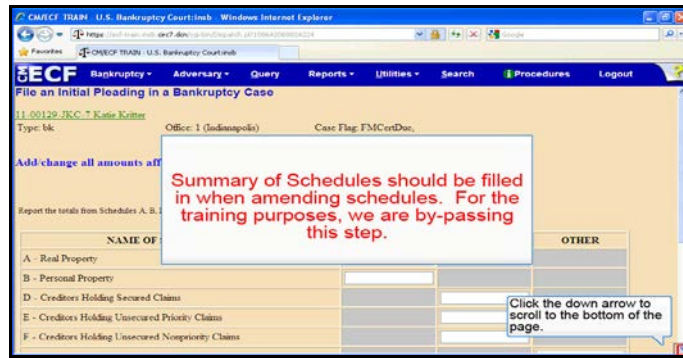 CM/ECF TRAIN - U.S. Bankruptcy Court:insb - Windows Internet Explorer
Google
Favorites CM/ECF TRAIN - U.S. Bankruptcy Court:insb
ECF Bankruptcy Adversary Query Reports Utilities Search Procedures Logout
File an Initial Pleading in a Bankruptcy Case
11-00129-JKC-7 Katie Kritter
Type: bk Office: 1 (Indianapolis) Case Flag: FMCertDue,
Add/change all amounts aff
Summary of Schedules should be filled
in when amending schedules. For the
training purposes, we are by-passing
this step.
Report the totals from Schedules A, B,
NAME OF OTHER
A - Real Property
B - Personal Property
D - Creditors Holding Secured Claims
E - Creditors Holding Unsecured Priority Claims
F - Creditors Holding Unsecured Nonpriority Claims
Click the down arrow to
scroll to the bottom of the
page.